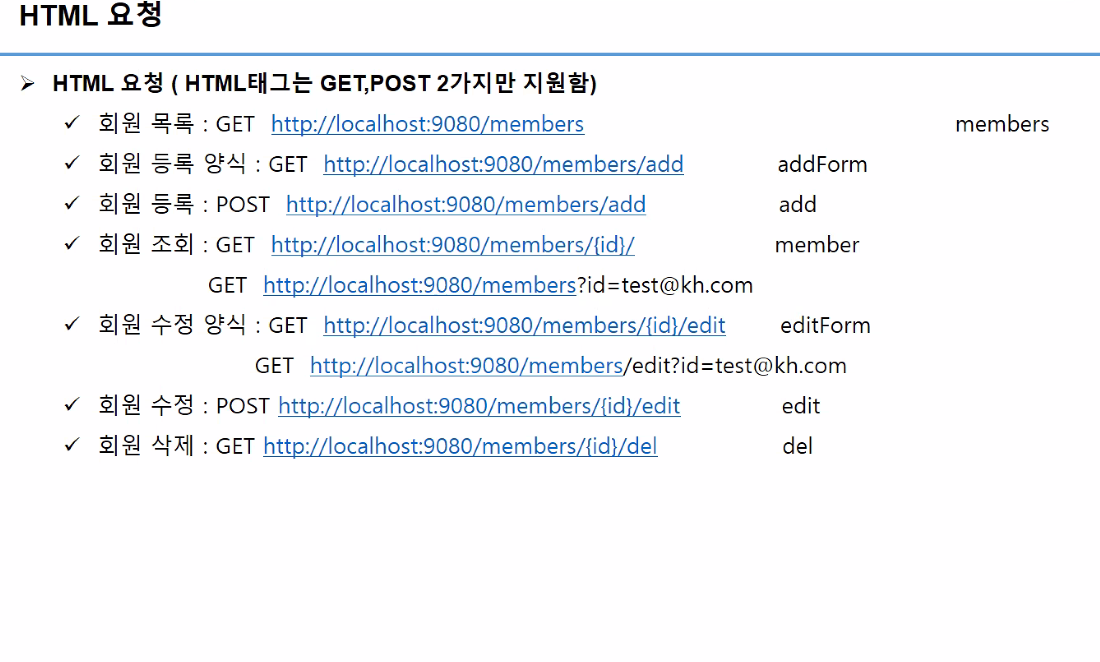 HTML 요청
➢ HTML 요청 ( HTML태그는 GET,POST 2가지만 지원함)
✓ 회원 목록 : GET http://localhost:9080/members members
✓ 회원 등록 양식 : GET http://localhost:9080/members/add addForm
✓ 회원 등록 : POST http://localhost:9080/members/add add
✓ 회원 조회 : GET http://localhost:9080/members/{id}/ member
GET http://localhost:9080/members?id=test@kh.com
✓ 회원 수정 양식 : GET http://localhost:9080/members/{id}/edit editForm
GET http://localhost:9080/members/edit?id=test@kh.com
✓ 회원 수정 : POST http://localhost:9080/members/{id}/edit edit
✓ 회원 삭제 : GET http://localhost:9080/members/{id}/del del